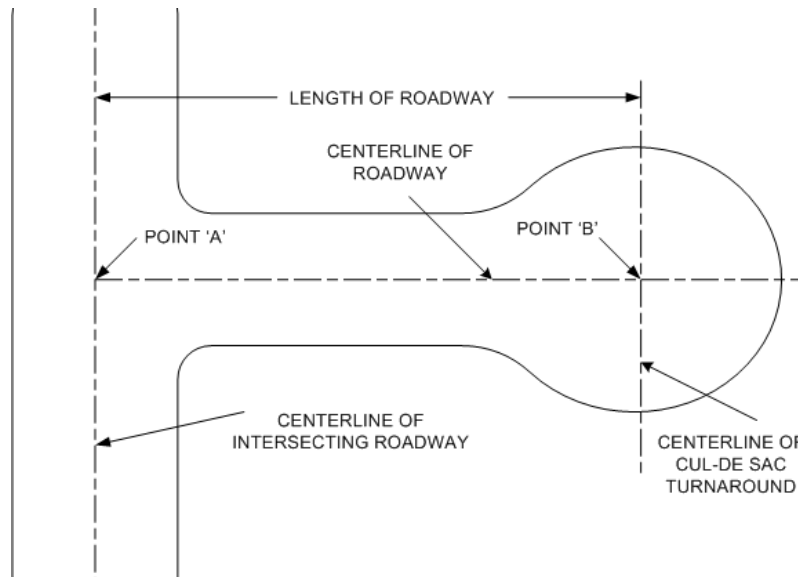 LENGTH OF ROADWAY
CENTERLINE OF
ROADWAY
POINT ‘A’
POINT ‘B’
CENTERLINE OF
INTERSECTING ROADWAY
CENTERLINE OF
CUL-DE SAC
TURNAROUND